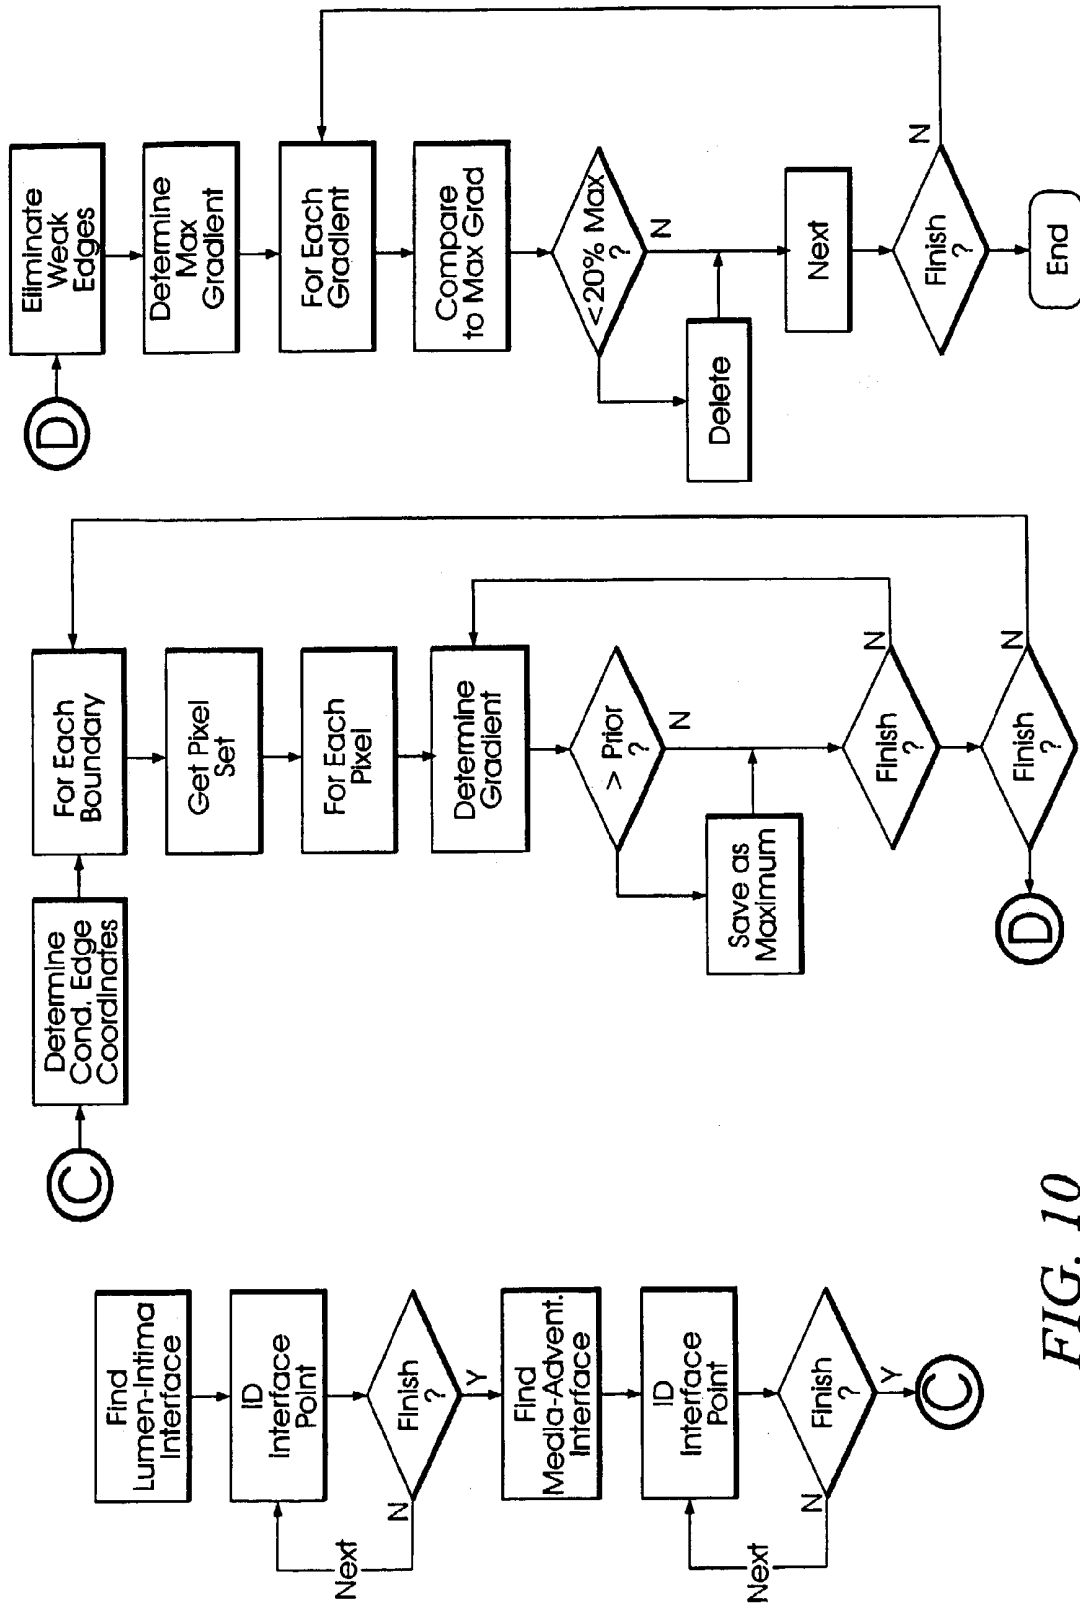 Find
Lumen-Intima
Interface
ID
Interface
Point
Finish
?
N
Next
Y
Find
Media-Advent.
Interface
ID
Interface
Point
Finish
?
N
Next
Y
C
C
Determine
Cond. Edge
Coordinates
For Each
Boundary
Get Pixel
Set
For Each
Pixel
Determine
Gradient
> Prior
?
N
Save as
Maximum
Finish
?
N
Finish
?
N
D
D
Eliminate
Weak
Edges
Determine
Max
Gradient
For Each
Gradient
Compare
to Max Grad
<20% Max
?
N
Delete
Next
Finish
?
N
End
FIG. 10